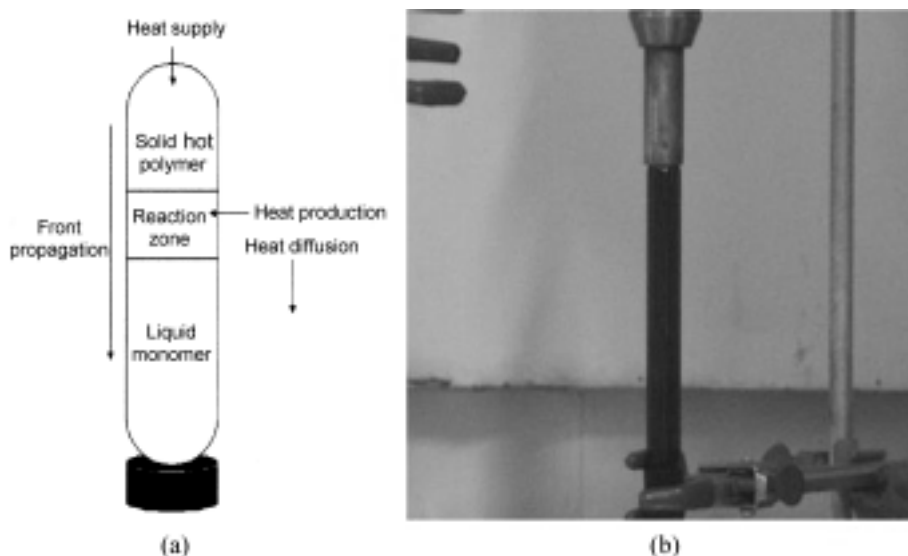 Heat supply
Solid hot
polymer
Reaction
zone
Heat production
Front
propagation
Heat diffusion
Liquid
monomer
(a)
(b)